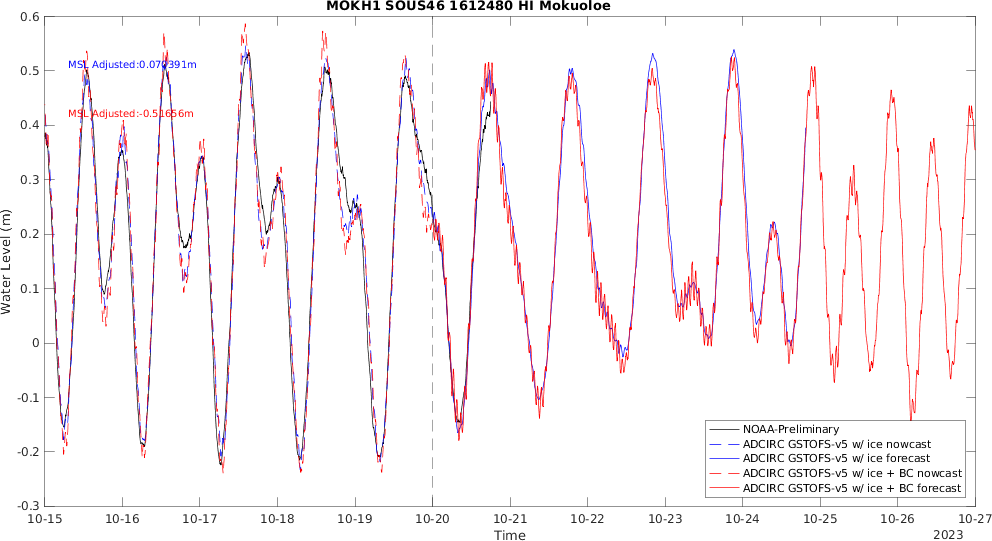 MOKH1 SOUS46 1612480 HI Mokuoloe
0.6
0.5
0.4
0.3
0.2
0.1
0
-0.1
-0.2
-0.3
Water Level (m)
MSL Adjusted:0.070391m
MSL Adjusted:-0.51656m
NOAA-Preliminary
ADCIRC GSTOFS-v5 w/ ice nowcast
ADCIRC GSTOFS-v5 w/ ice forecast
ADCIRC GSTOFS-v5 w/ ice + BC nowcast
ADCIRC GSTOFS-v5 w/ ice + BC forecast
10-15 10-16 10-17 10-18 10-19 10-20 10-21 10-22 10-23 10-24 10-25 10-26 10-27
Time
2023